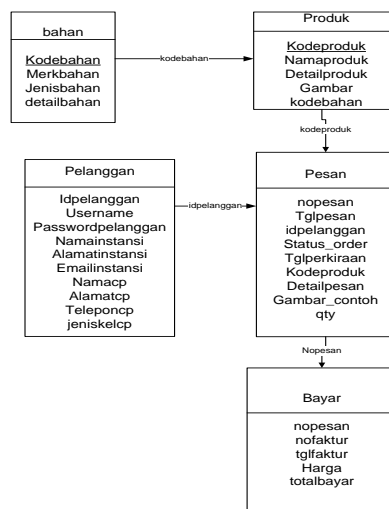 bahan
Kodebahan
Merkbahan
Jenisbahan
detailbahan
kodebahan
Produk
Kodeproduk
Namaproduk
Detailproduk
Gambar
kodebahan
kodeproduk
Pelanggan
Idpelanggan
Username
Passwordpelanggan
Namainstansi
Alamatinstansi
Emailinstansi
Namacp
Alamatcp
Teleponcp
jeniskelcp
idpelanggan
Pesan
nopesan
Tglpesan
idpelanggan
Status_order
Tglperkiraan
Kodeproduk
Detailpesan
Gambar_contoh
qty
Nopesan
Bayar
nopesan
nofaktur
tglfaktur
Harga
totalbayar